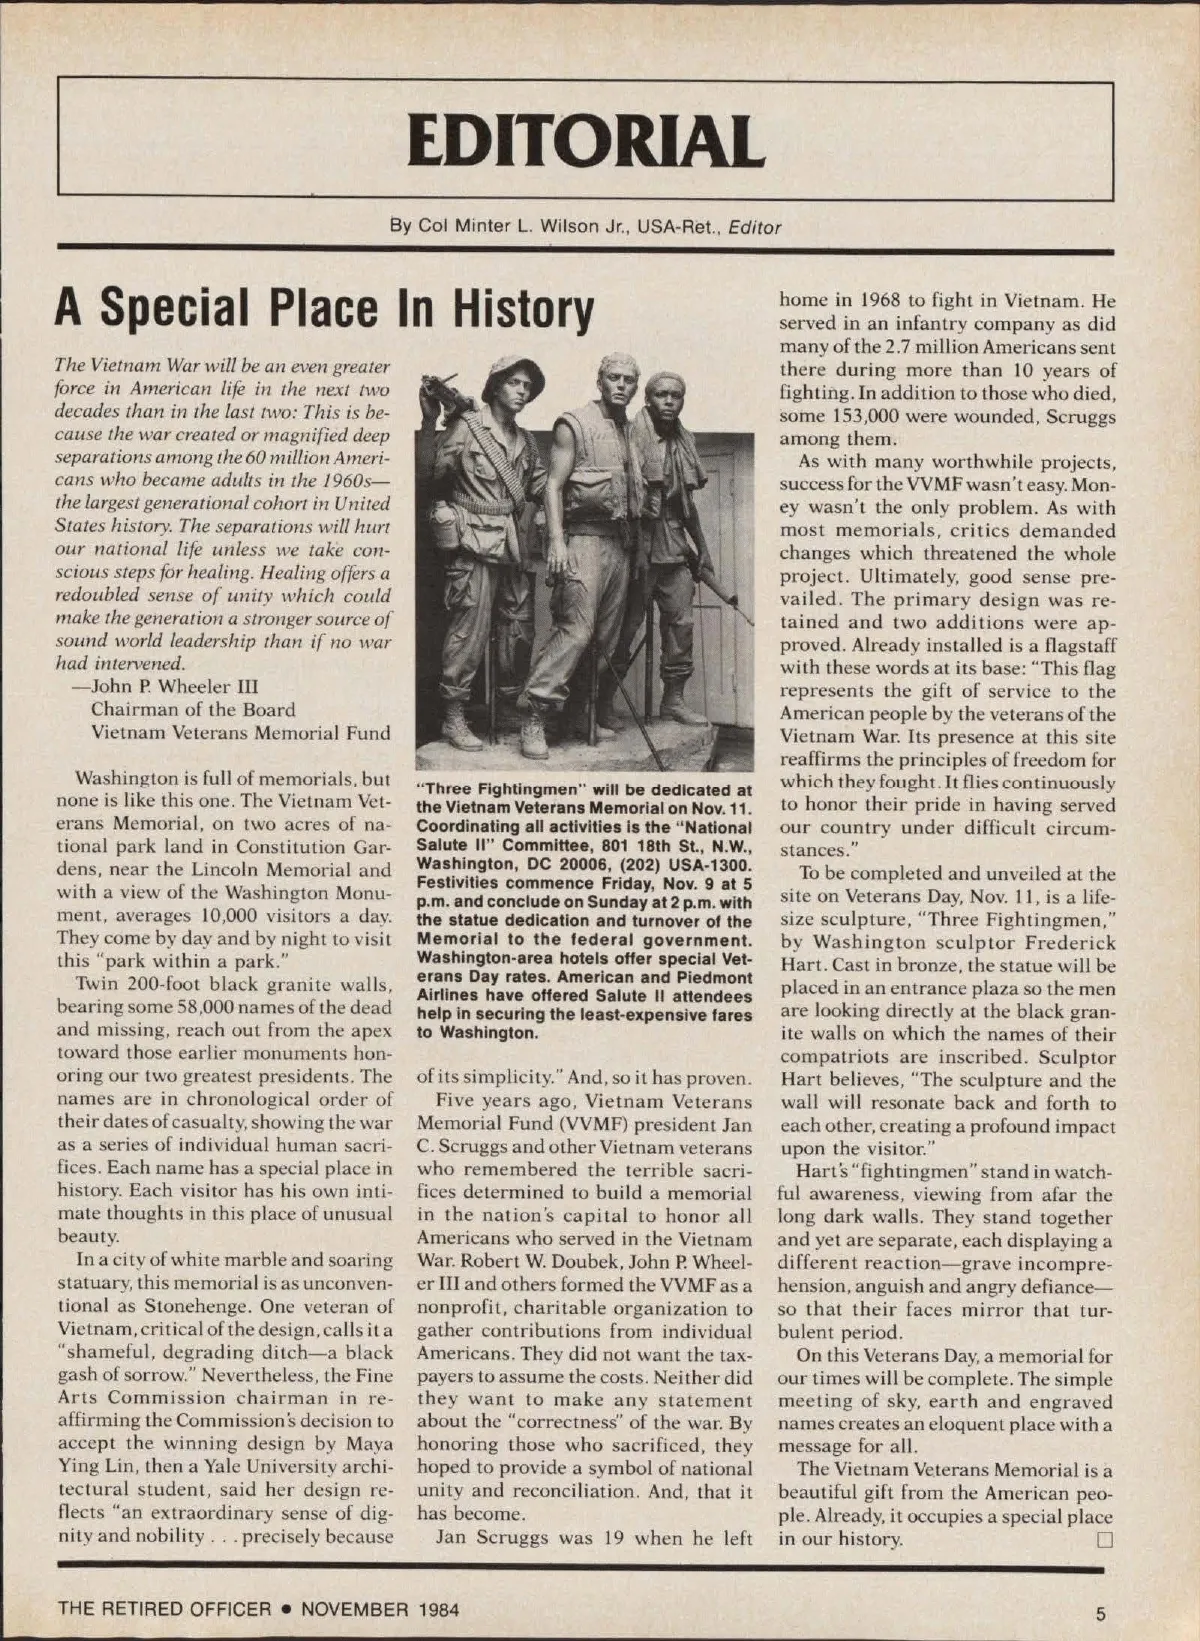 EDITORIAL
By Col Minter L. Wilson Jr., USA-Ret., Editor
A Special Place In History
The Vietnam War will be an even greater
force in American life in the next two
decades than in the last two: This is be-
cause the war created or magnified deep
separations among the 60 million Ameri-
cans who became adults in the 1960s—
the largest generational cohort in United
States history. The separations will hurt
our national life unless we take con-
scious steps for healing. Healing offers a
redoubled sense of unity which could
make the generation a stronger source of
sound world leadership than if no war
had intervened.
—John P. Wheeler III
Chairman of the Board
Vietnam Veterans Memorial Fund
Washington is full of memorials, but
none is like this one. The Vietnam Vet-
erans Memorial, on two acres of na-
tional park land in Constitution Gar-
dens, near the Lincoln Memorial and
with a view of the Washington Monu-
ment, averages 10,000 visitors a day.
They come by day and by night to visit
this "park within a park."
Twin 200-foot black granite walls,
bearing some 58,000 names of the dead
and missing, reach out from the apex
toward those earlier monuments hon-
oring our two greatest presidents. The
names are in chronological order of
their dates of casualty, showing the war
as a series of individual human sacri-
fices. Each name has a special place in
history. Each visitor has his own inti-
mate thoughts in this place of unusual
beauty.
In a city of white marble and soaring
statuary, this memorial is as unconven-
tional as Stonehenge. One veteran of
Vietnam, critical of the design, calls it a
"shameful, degrading ditch—a black
gash of sorrow." Nevertheless, the Fine
Arts Commission chairman in re-
affirming the Commission's decision to
accept the winning design by Maya
Ying Lin, then a Yale University archi-
tectural student, said her design re-
flects "an extraordinary sense of dig-
nity and nobility . . . precisely because
"Three Fightingmen" will be dedicated at
the Vietnam Veterans Memorial on Nov. 11.
Coordinating all activities is the "National
Salute II" Committee, 801 18th St., N.W.,
Washington, DC 20006, (202) USA-1300.
Festivities commence Friday, Nov. 9 at 5
p.m. and conclude on Sunday at 2 p.m. with
the statue dedication and turnover of the
Memorial to the federal government.
Washington-area hotels offer special Vet-
erans Day rates. American and Piedmont
Airlines have offered Salute II attendees
help in securing the least-expensive fares
to Washington.
of its simplicity." And, so it has proven.
Five years ago, Vietnam Veterans
Memorial Fund (VVMF) president Jan
C. Scruggs and other Vietnam veterans
who remembered the terrible sacri-
fices determined to build a memorial
in the nation's capital to honor all
Americans who served in the Vietnam
War. Robert W. Doubek, John P. Wheel-
er III and others formed the VVMF as a
nonprofit, charitable organization to
gather contributions from individual
Americans. They did not want the tax-
payers to assume the costs. Neither did
they want to make any statement
about the "correctness" of the war. By
honoring those who sacrificed, they
hoped to provide a symbol of national
unity and reconciliation. And, that it
has become.
Jan Scruggs was 19 when he left
home in 1968 to fight in Vietnam. He
served in an infantry company as did
many of the 2.7 million Americans sent
there during more than 10 years of
fighting. In addition to those who died,
some 153,000 were wounded, Scruggs
among them.
As with many worthwhile projects,
success for the VVMF wasn't easy. Mon-
ey wasn't the only problem. As with
most memorials, critics demanded
changes which threatened the whole
project. Ultimately, good sense pre-
vailed. The primary design was re-
tained and two additions were ap-
proved. Already installed is a flagstaff
with these words at its base: "This flag
represents the gift of service to the
American people by the veterans of the
Vietnam War. Its presence at this site
reaffirms the principles of freedom for
which they fought. It flies continuously
to honor their pride in having served
our country under difficult circum-
stances."
To be completed and unveiled at the
site on Veterans Day, Nov. 11, is a life-
size sculpture, "Three Fightingmen,"
by Washington sculptor Frederick
Hart. Cast in bronze, the statue will be
placed in an entrance plaza so the men
are looking directly at the black gran-
ite walls on which the names of their
compatriots are inscribed. Sculptor
Hart believes, "The sculpture and the
wall will resonate back and forth to
each other, creating a profound impact
upon the visitor."
Hart's "fightingmen" stand in watch-
ful awareness, viewing from afar the
long dark walls. They stand together
and yet are separate, each displaying a
different reaction—grave incompre-
hension, anguish and angry defiance—
so that their faces mirror that tur-
bulent period.
On this Veterans Day, a memorial for
our times will be complete. The simple
meeting of sky, earth and engraved
names creates an eloquent place with a
message for all.
The Vietnam Veterans Memorial is a
beautiful gift from the American peo-
ple. Already, it occupies a special place
in our history. □
THE RETIRED OFFICER • NOVEMBER 1984
5